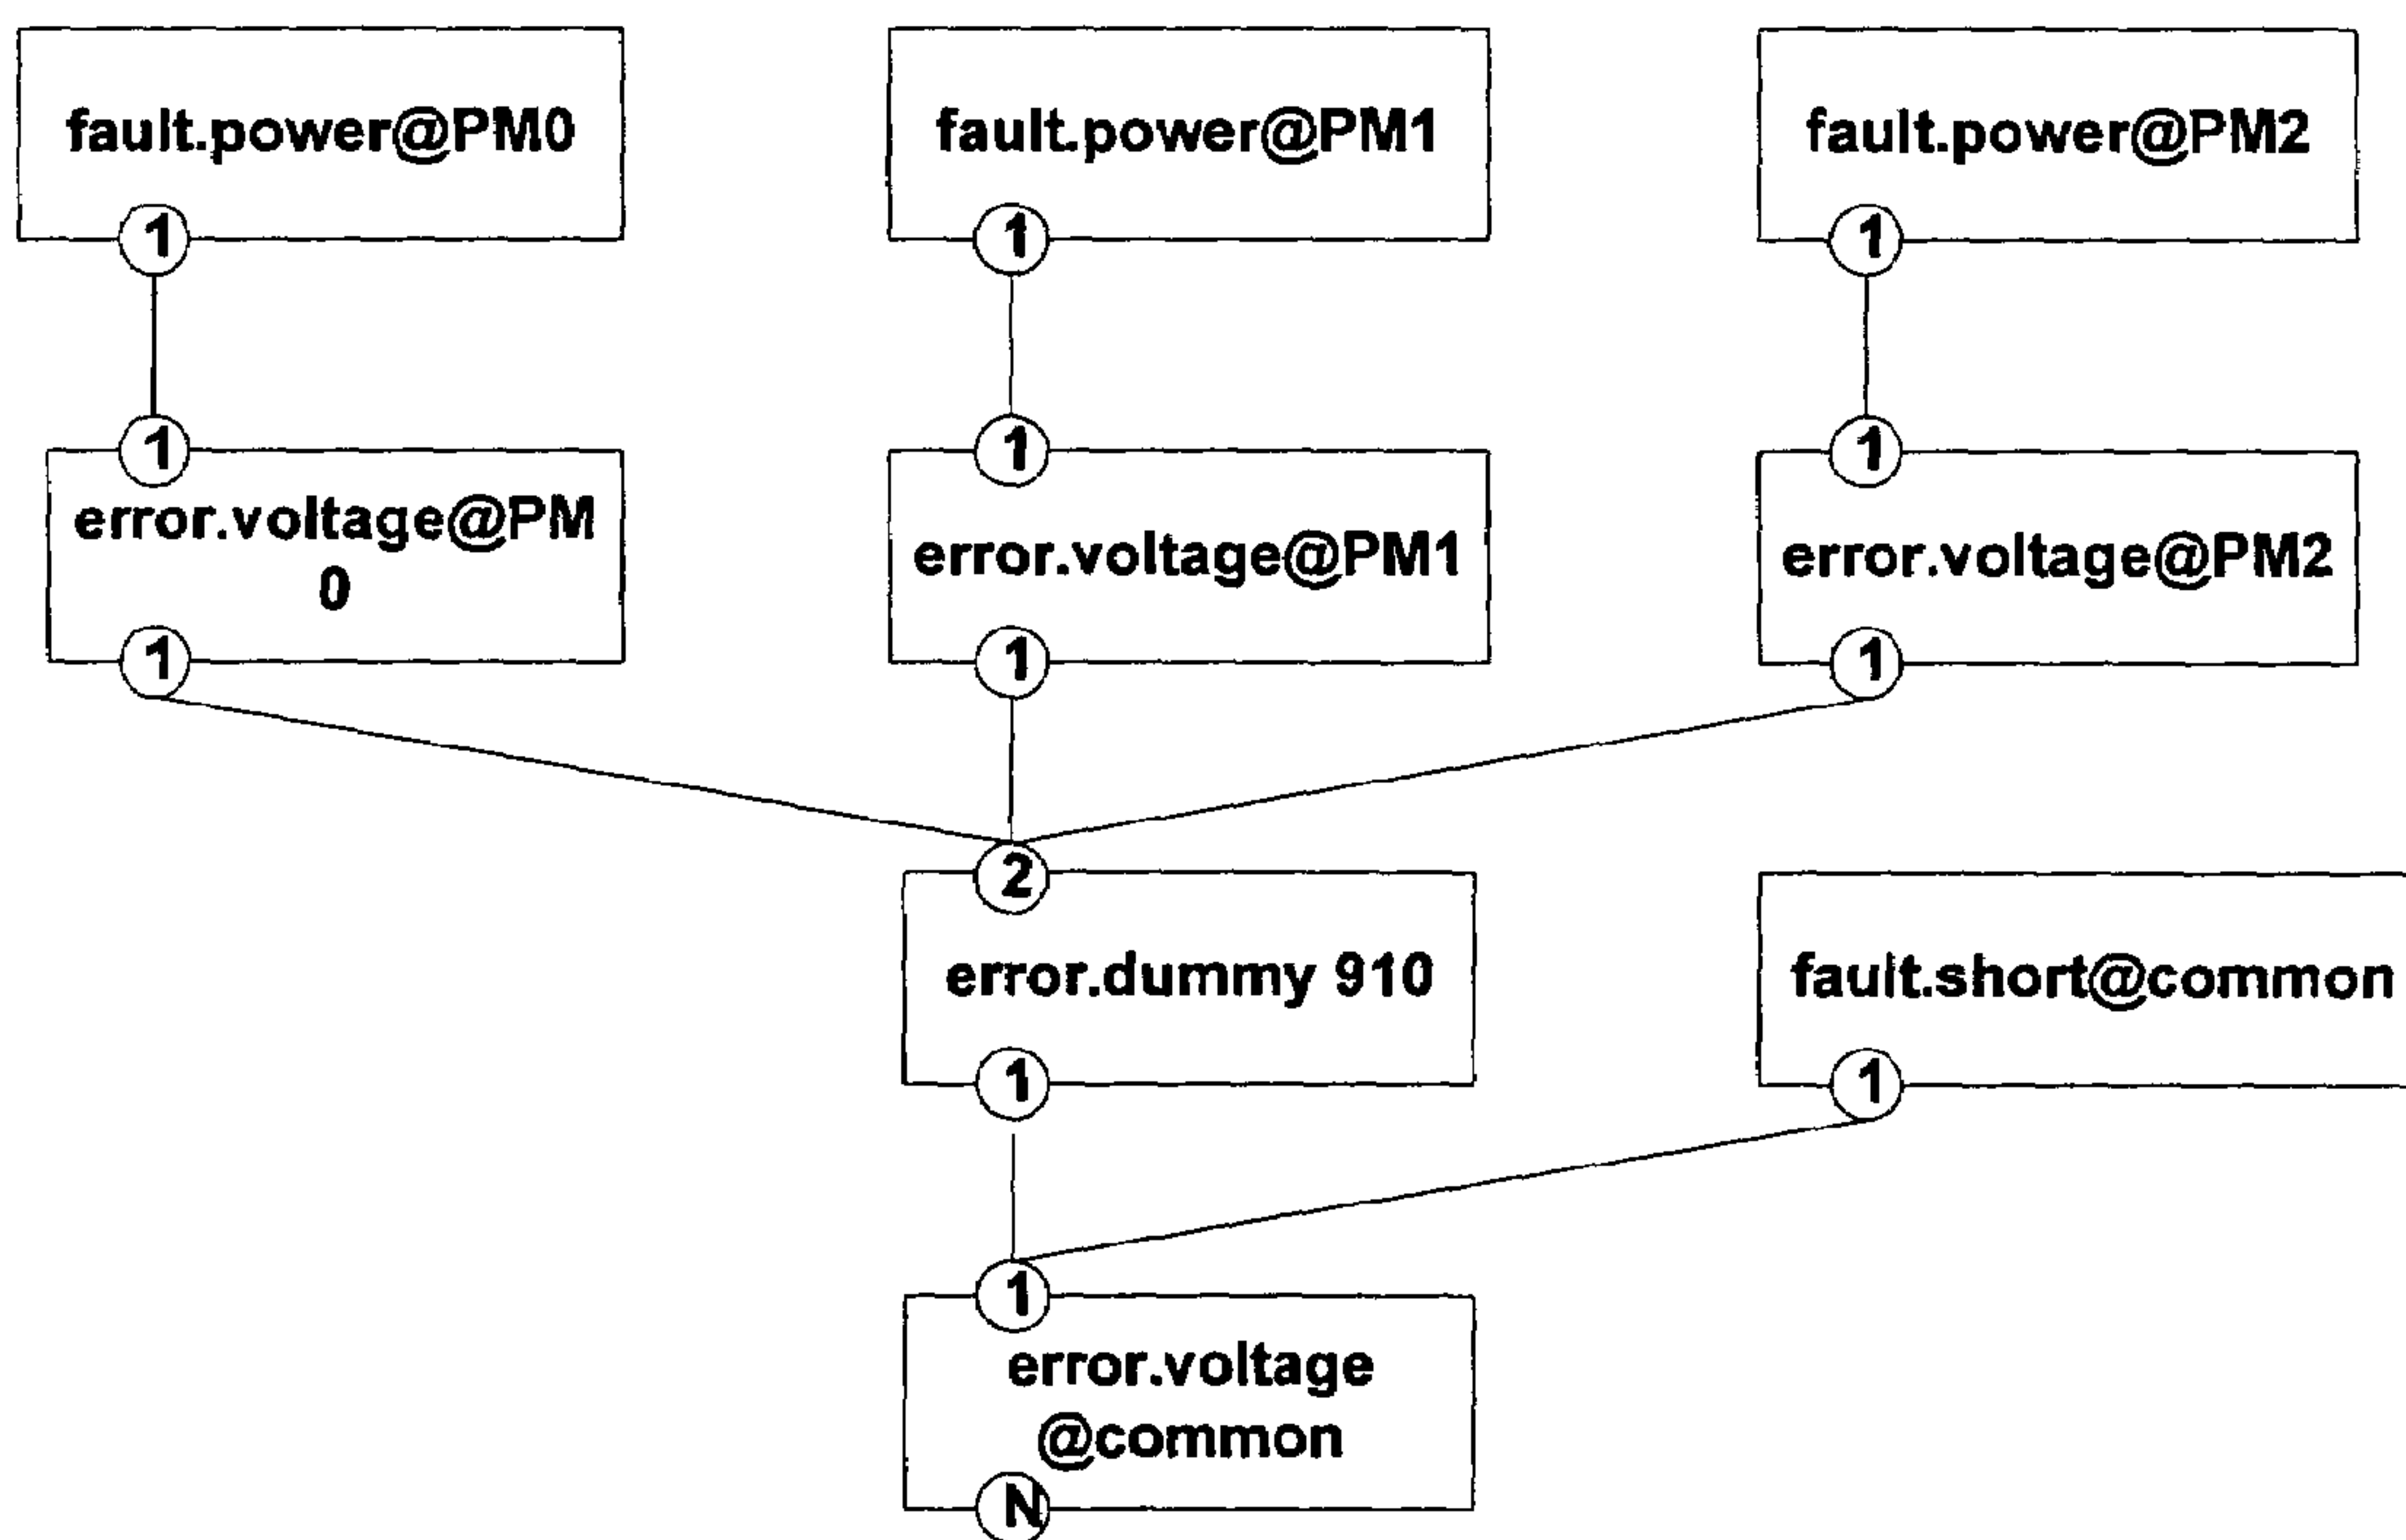 fault.power@PM0
fault.power@PM1
fault.power@PM2
1
1
1
1
1
1
error.voltage@PM
0
error.voltage@PM1
error.voltage@PM2
1
1
1
2
error.dummy 910
fault.short@common
1
1
1
error.voltage
@common
N